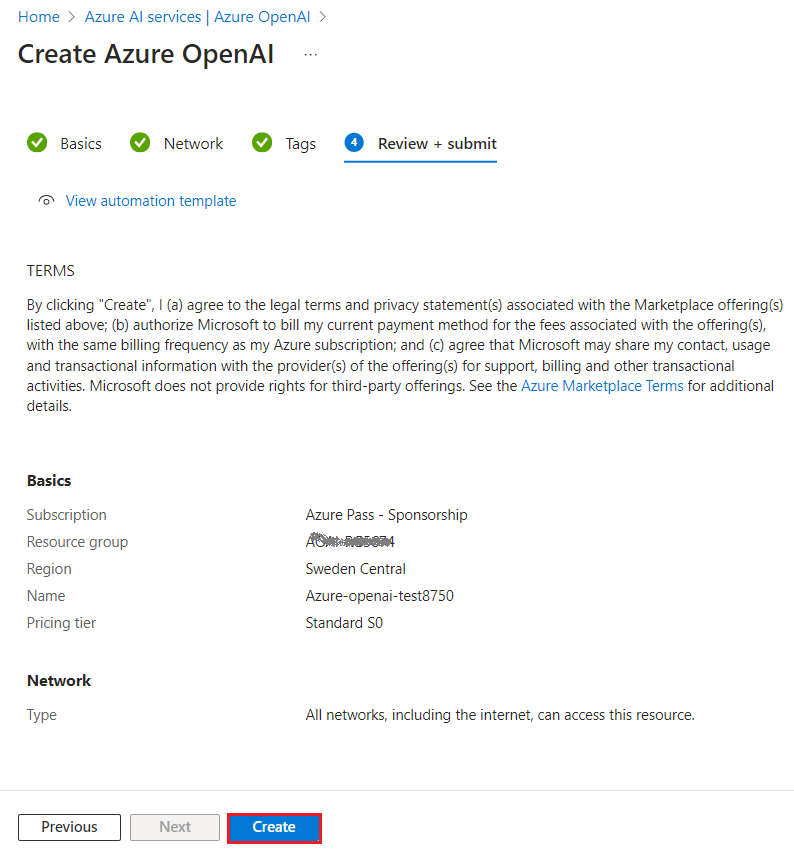 Home > Azure AI services | Azure OpenAI >
Create Azure OpenAI ...
Basics Network Tags 4 Review + submit
View automation template
TERMS
By clicking "Create", I (a) agree to the legal terms and privacy statement(s) associated with the Marketplace offering(s)
listed above; (b) authorize Microsoft to bill my current payment method for the fees associated with the offering(s),
with the same billing frequency as my Azure subscription; and (c) agree that Microsoft may share my contact, usage
and transactional information with the provider(s) of the offering(s) for support, billing and other transactional
activities. Microsoft does not provide rights for third-party offerings. See the Azure Marketplace Terms for additional
details.
Basics
Subscription Azure Pass - Sponsorship
Resource group
Region Sweden Central
Name Azure-openai-test8750
Pricing tier Standard S0
Network
Type All networks, including the internet, can access this resource.
Previous Next Create